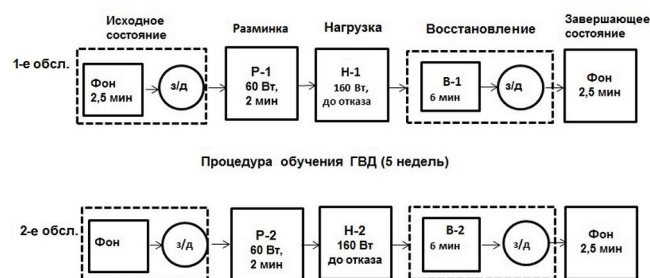 Исходное состояние
Разминка
Нагрузка
Восстановление
Завершающее состояние
1-е обсл.
Фон 2,5 мин
з/д
Р-1 60 Вт, 2 мин
Н-1 160 Вт, до отказа
В-1 6 мин
з/д
Фон 2,5 мин
Процедура обучения ГВД (5 недель)
2-е обсл.
Фон
з/д
Р-2 60 Вт, 2 мин
Н-2 160 Вт до отказа
В-2 6 мин
з/д
Фон 2,5 мин